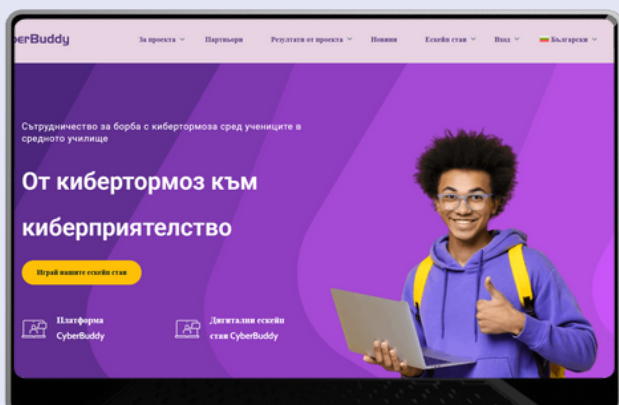 berBuddy
За проекта
Партньори
Резултати от проекта
Новини
Ескейп стаи
Вход
Български
Сътрудничество за борба с кибертормоза сред учениците в
средното училище
От кибертормоз към
киберприятелство
Играй нашите ескейп стаи
Платформа
CyberBuddy
Дигитални ескейп
стаи CyberBuddy